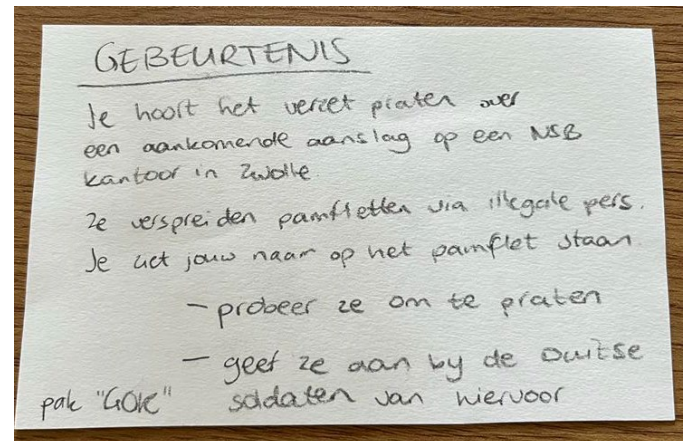 GEBEURTENIS
Je hoort het verzet praten over
een aankomende aanslag op een NSB
kantoor in Zwolle.
Ze verspreiden pamfletten via illegale pers.
Je ziet jouw naam op het pamflet staan
- probeer ze om te praten
- geef ze aan by de Duitse
pak "GOK" soldaten van hiervoor